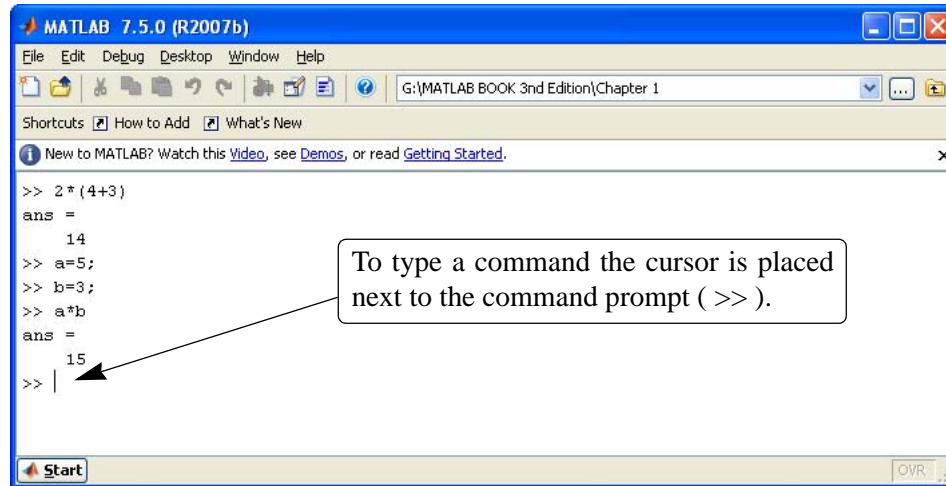 MATLAB 7.5.0 (R2007b)
File Edit Debug Desktop Window Help
G:\MATLAB BOOK 3nd Edition\Chapter 1
Shortcuts How to Add What's New
New to MATLAB? Watch this Video, see Demos, or read Getting Started.
>> 2*(4+3)
ans =
14
>> a=5;
>> b=3;
>> a*b
ans =
15
>>
To type a command the cursor is placed
next to the command prompt ( >> ).
Start
OVR